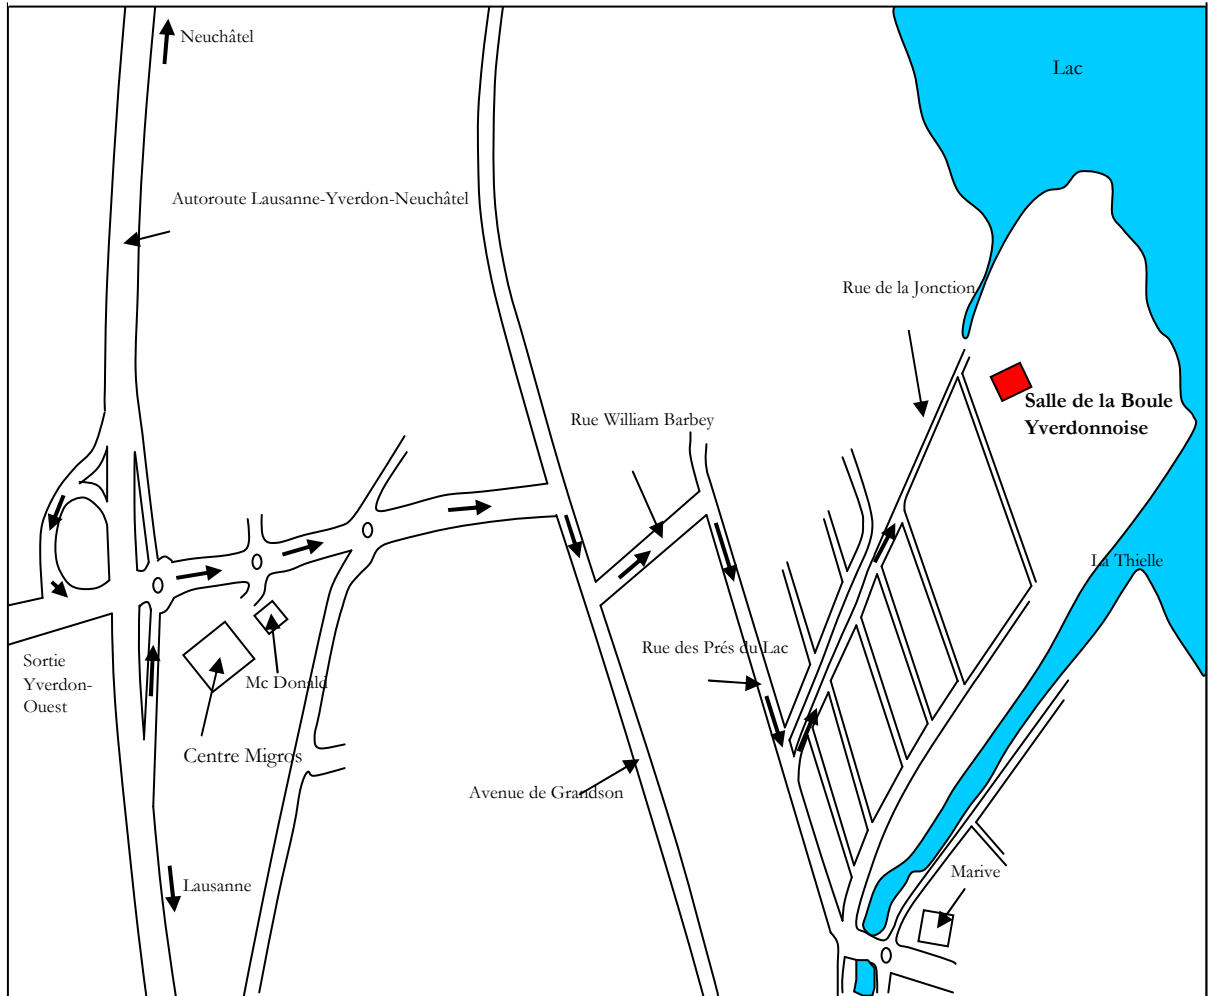 Neuchâtel
Lac
Autoroute Lausanne-Yverdon-Neuchâtel
Rue de la Jonction
Salle de la Boule
Yverdonnoise
Rue William Barbey
La Thielle
Rue des Prés du Lac
Sortie
Yverdon-
Ouest
Mc Donald
Centre Migros
Avenue de Grandson
Marive
Lausanne